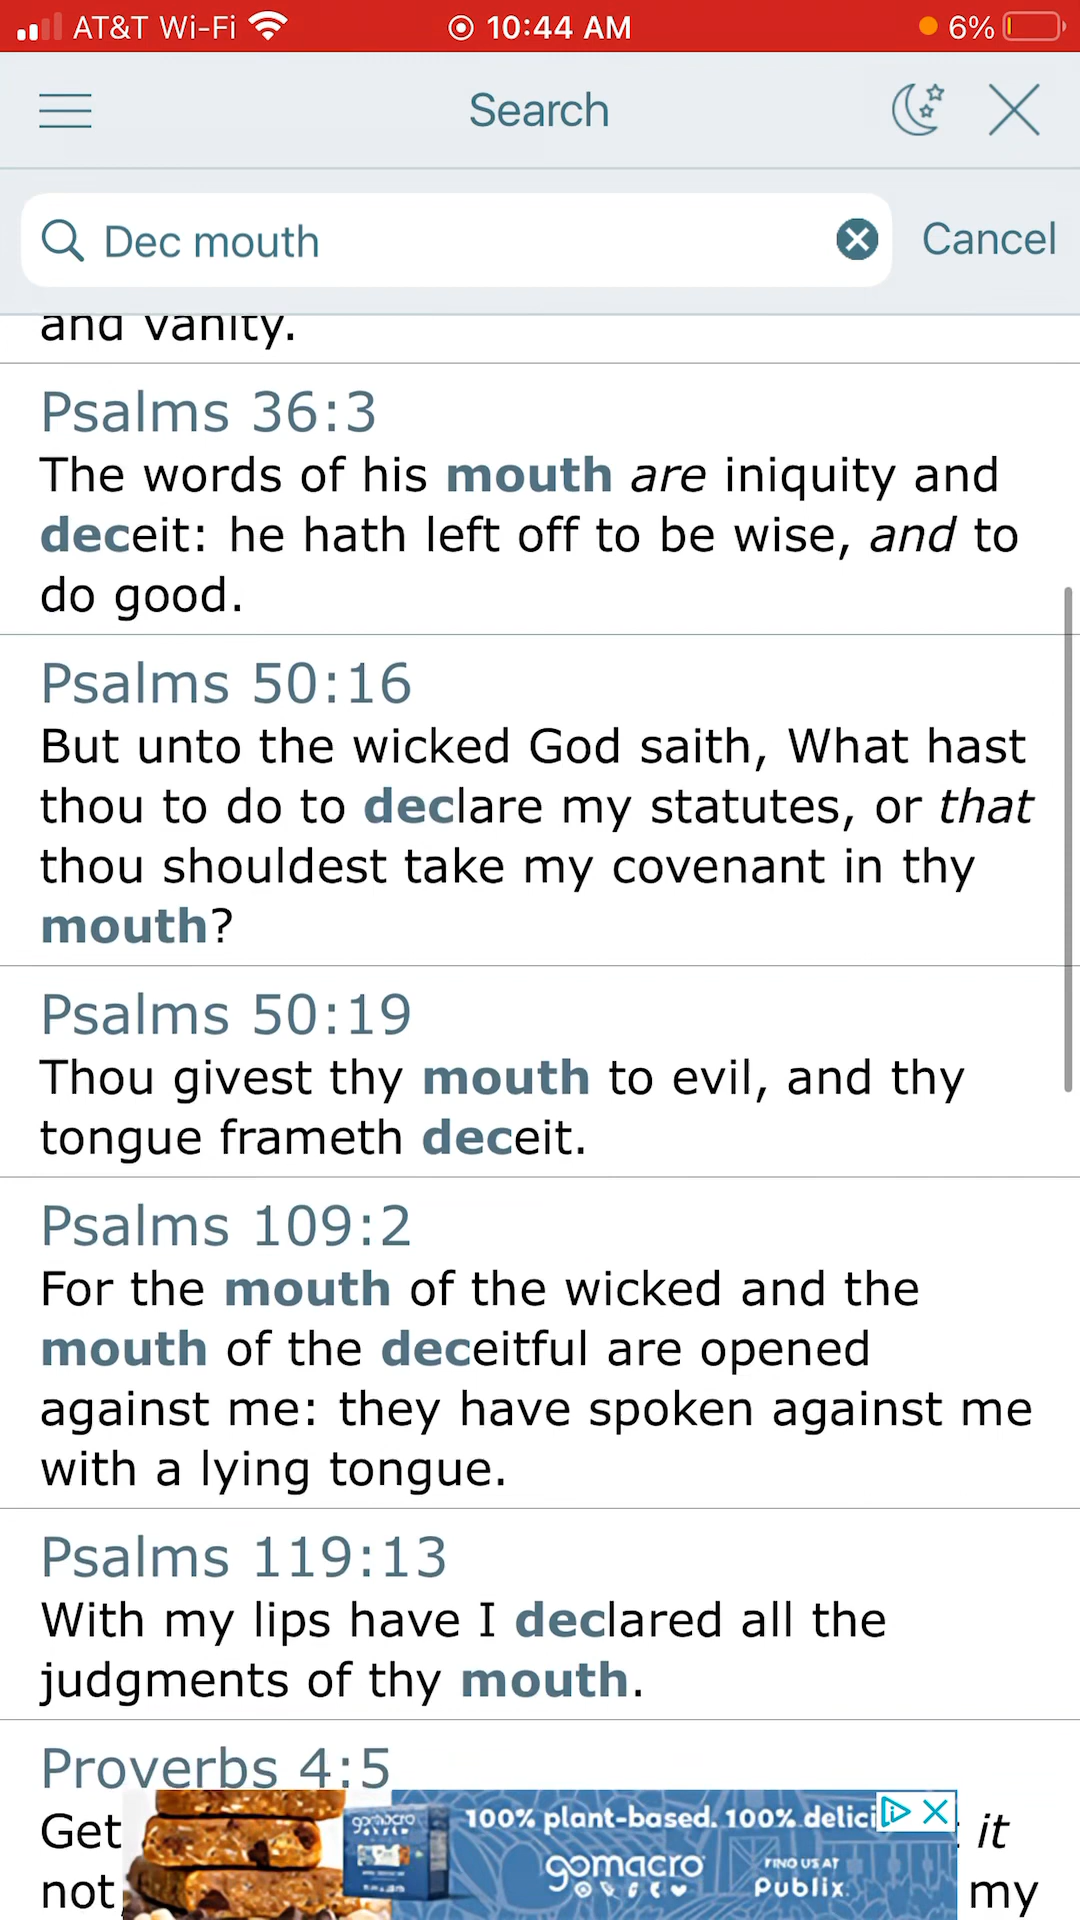 AT&T Wi-Fi 10:44 AM 6%
Search
Dec mouth Cancel
and vanity.
Psalms 36:3
The words of his mouth are iniquity and
deceit: he hath left off to be wise, and to
do good.
Psalms 50:16
But unto the wicked God saith, What hast
thou to do to declare my statutes, or that
thou shouldest take my covenant in thy
mouth?
Psalms 50:19
Thou givest thy mouth to evil, and thy
tongue frameth deceit.
Psalms 109:2
For the mouth of the wicked and the
mouth of the deceitful are opened
against me: they have spoken against me
with a lying tongue.
Psalms 119:13
With my lips have I declared all the
judgments of thy mouth.
Proverbs 4:5
Get it
not, my
100% plant-based. 100% delici
gomacro
gomacro
FIND US AT
Publix.